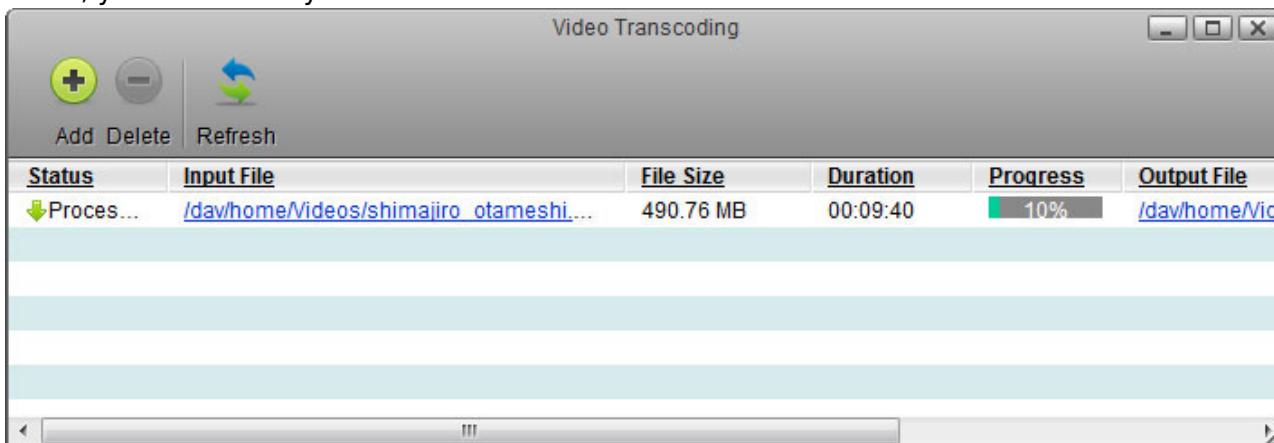 Video Transcoding
Add Delete Refresh
Status Input File File Size Duration Progress Output File
Proces... /dav/home/Videos/shimajiro_otameshi.... 490.76 MB 00:09:40 10% /dav/home/Vic